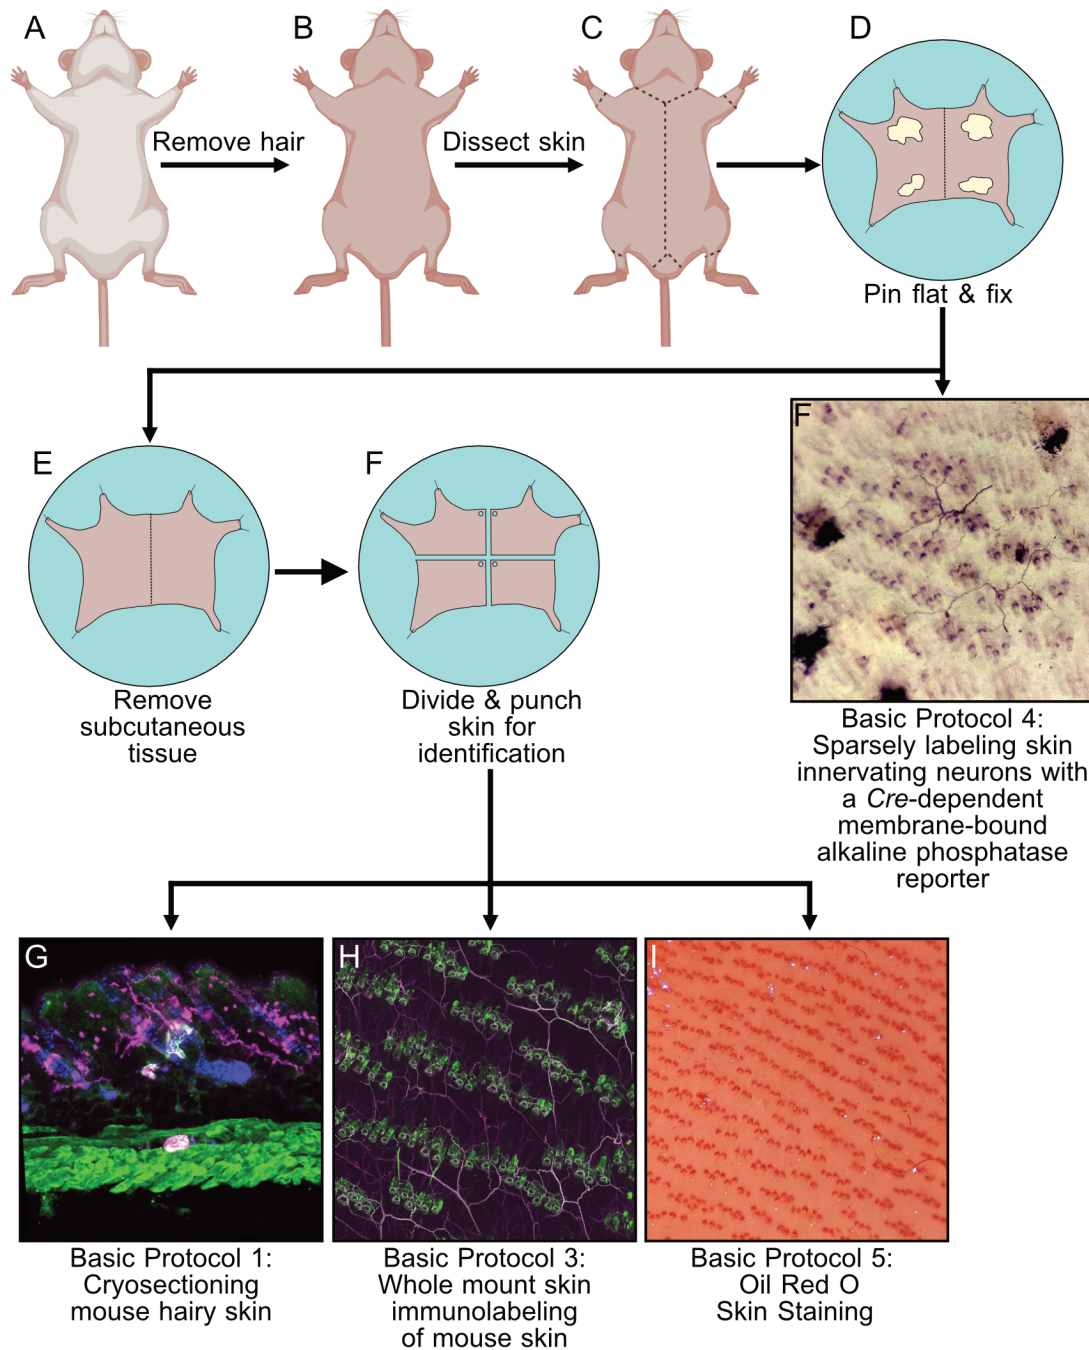 A
B
C
D
Remove hair
Dissect skin
Pin flat & fix
E
F
F
Remove
subcutaneous
tissue
Divide & punch
skin for
identification
Basic Protocol 4:
Sparsely labeling skin
innervating neurons with
a Cre-dependent
membrane-bound
alkaline phosphatase
reporter
G
H
I
Basic Protocol 1:
Cryosectioning
mouse hairy skin
Basic Protocol 3:
Whole mount skin
immunolabeling
of mouse skin
Basic Protocol 5:
Oil Red O
Skin Staining